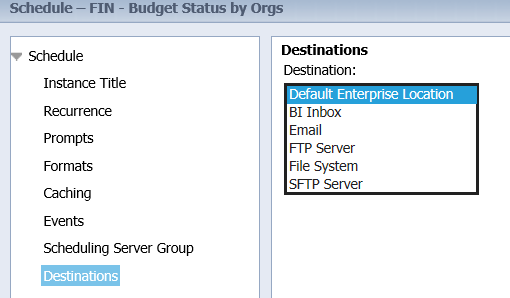 Schedule – FIN - Budget Status by Orgs
Schedule
Instance Title
Recurrence
Prompts
Formats
Caching
Events
Scheduling Server Group
Destinations
Destinations
Destination:
Default Enterprise Location
BI Inbox
Email
FTP Server
File System
SFTP Server